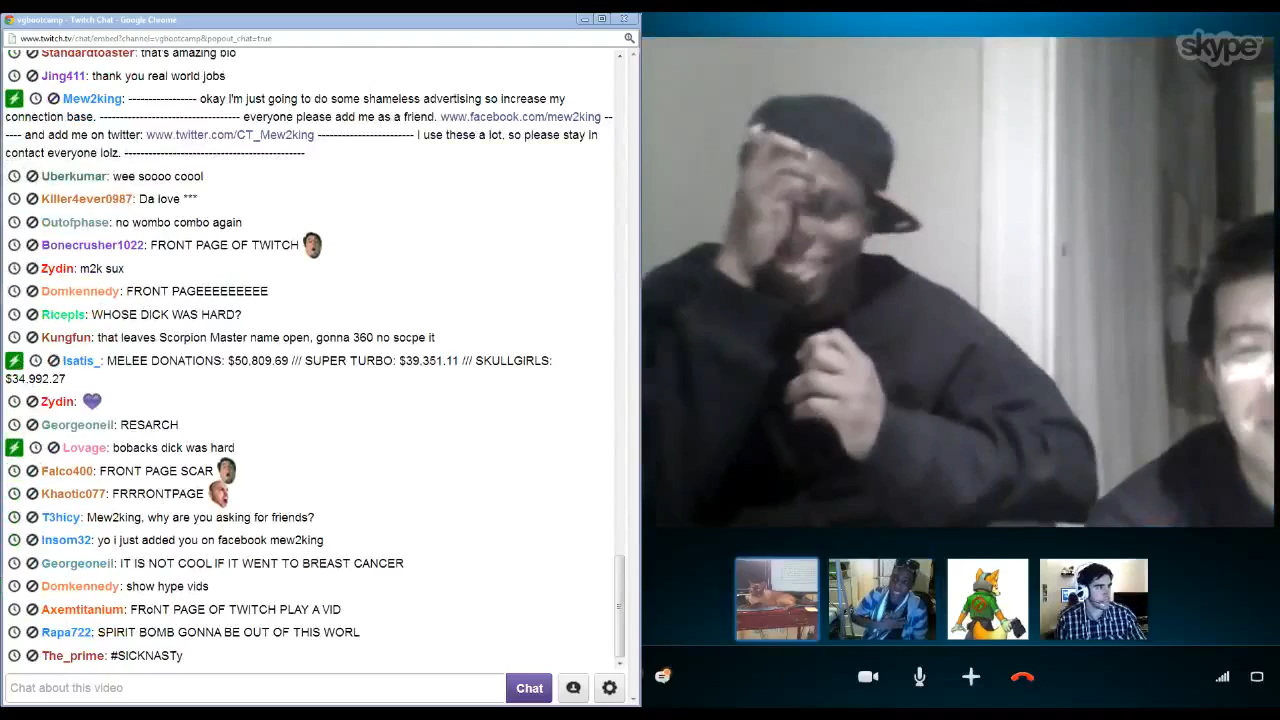 vgbootcamp - Twitch Chat - Google Chrome
www.twitch.tv/chat/embed?channel=vgbootcamp&popout_chat=true
Standardtoaster: that's amazing bio
Jing411: thank you real world jobs
Mew2king: ----------------- okay I'm just going to do some shameless advertising so increase my
connection base. ----------------------------------- everyone please add me as a friend. www.facebook.com/mew2king --
----- and add me on twitter: www.twitter.com/CT_Mew2king ------------------------ I use these a lot. so please stay in
contact everyone lolz. ---------------------------------------------
Uberkumar: wee soooo coool
Killer4ever0987: Da love ***
Outofphase: no wombo combo again
Bonecrusher1022: FRONT PAGE OF TWITCH
Zydin: m2k sux
Domkennedy: FRONT PAGEEEEEEEEE
Ricepls: WHOSE DICK WAS HARD?
Kungfun: that leaves Scorpion Master name open, gonna 360 no socpe it
Isatis_: MELEE DONATIONS: $50,809.69 /// SUPER TURBO: $39,351.11 /// SKULLGIRLS:
$34,992.27
Zydin:
Georgeoneil: RESARCH
Lovage: bobacks dick was hard
Falco400: FRONT PAGE SCAR
Khaotic077: FRRRONTPAGE
T3hicy: Mew2king, why are you asking for friends?
Insom32: yo i just added you on facebook mew2king
Georgeoneil: IT IS NOT COOL IF IT WENT TO BREAST CANCER
Domkennedy: show hype vids
Axemtitanium: FRoNT PAGE OF TWITCH PLAY A VID
Rapa722: SPIRIT BOMB GONNA BE OUT OF THIS WORL
The_prime: #SICKNASTy
Chat about this video
Chat
skype